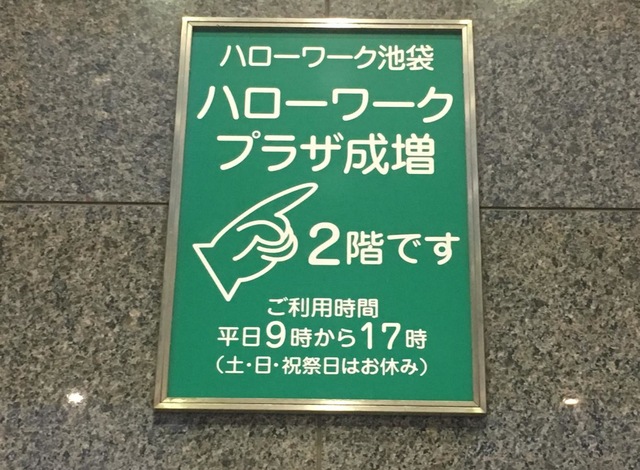 ハローワーク池袋
ハローワーク
プラザ成増
2階です
ご利用時間
平日9時から17時
（土・日・祝祭日はお休み）